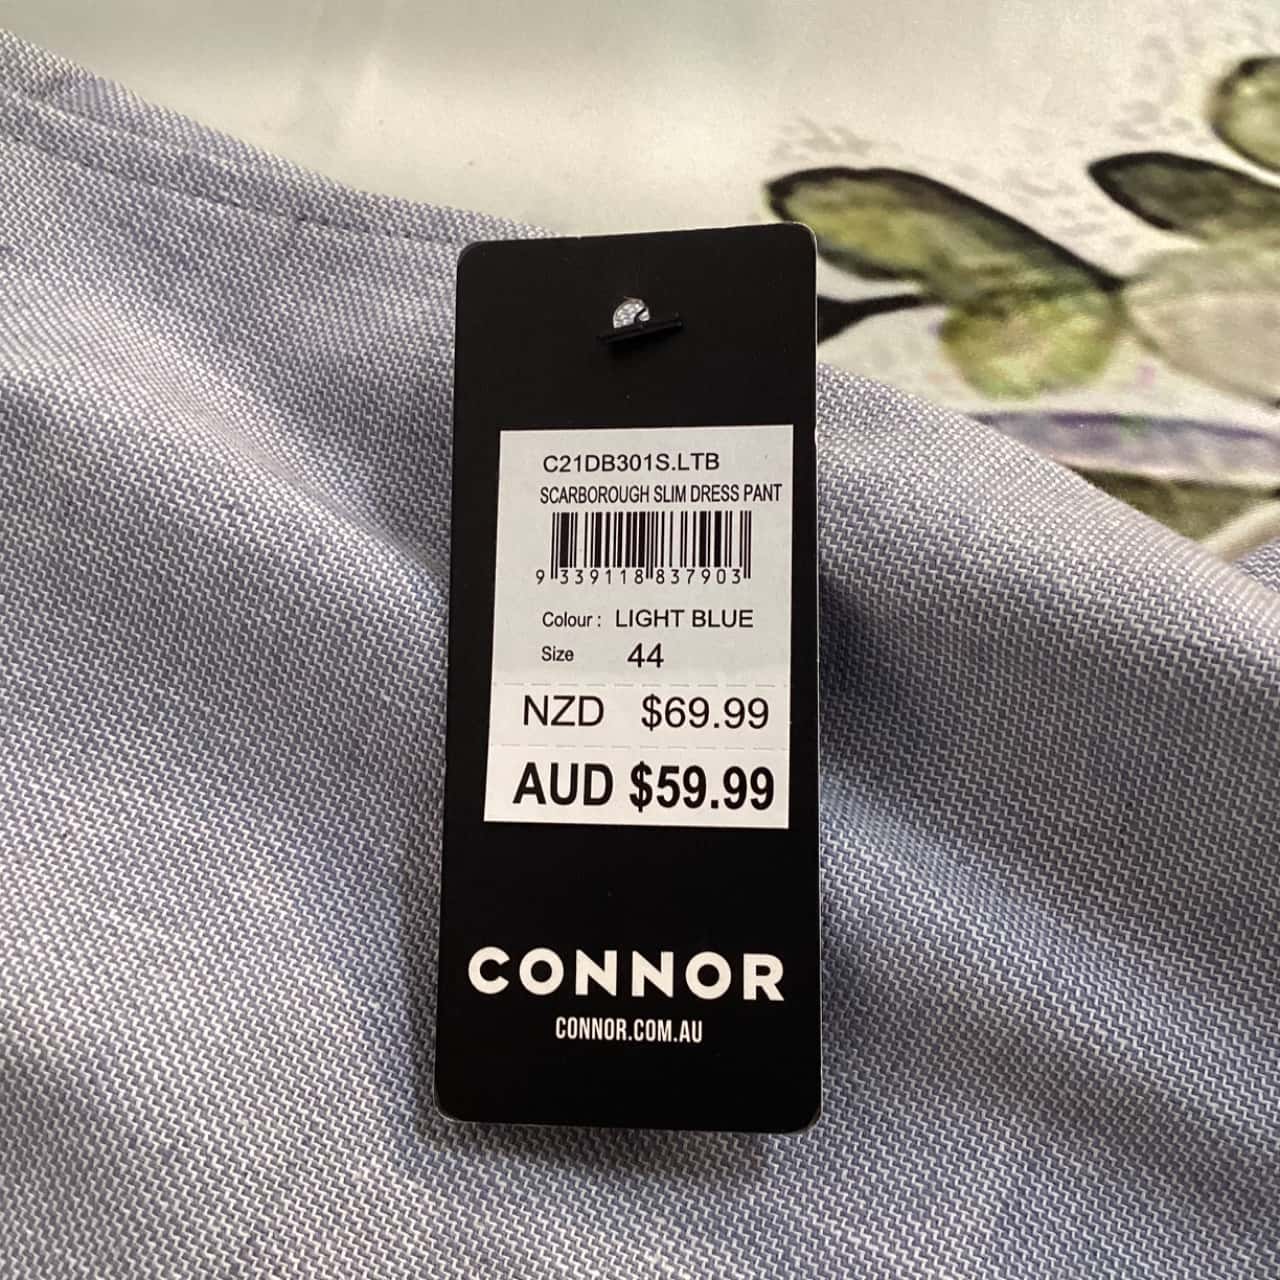 C21DB301S.LTB
SCARBOROUGH SLIM DRESS PANT
9 339118 837903
Colour : LIGHT BLUE
Size 44
NZD $69.99
AUD $59.99
CONNOR
CONNOR.COM.AU